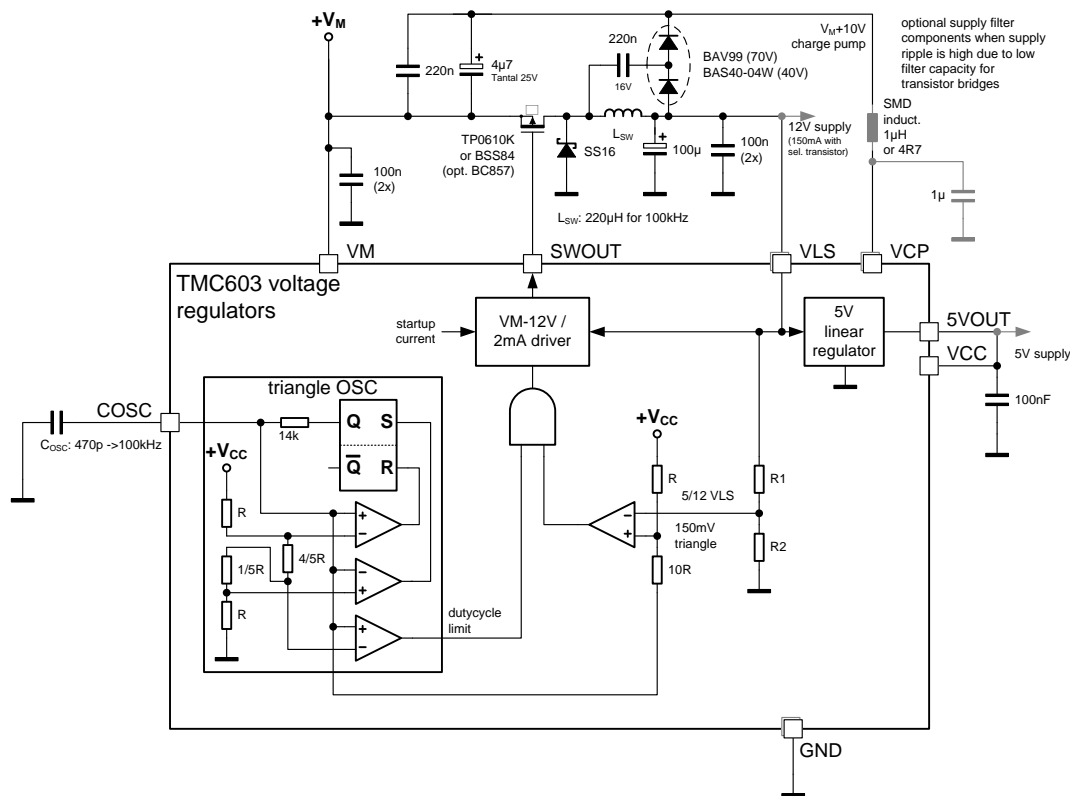 +VM
220n
4µ7
Tantal 25V
220n
16V
VM+10V
charge pump
BAV99 (70V)
BAS40-04W (40V)
optional supply filter
components when supply
ripple is high due to low
filter capacity for
transistor bridges
SMD
induct.
1µH
or 4R7
1µ
100n
(2x)
TP0610K
or BSS84
(opt. BC857)
SS16
LSW
100µ
100n
(2x)
12V supply
(150mA with
sel. transistor)
LSW: 220µH for 100kHz
VM
SWOUT
VLS
VCP
TMC603 voltage
regulators
startup
current
VM-12V /
2mA driver
5V
linear
regulator
5VOUT
5V supply
VCC
100nF
triangle OSC
COSC
COSC: 470p ->100kHz
14k
Q
S
Q
R
+VCC
R
4/5R
1/5R
R
+
−
−
+
+
−
dutycycle
limit
+VCC
R
5/12 VLS
−
+
150mV
triangle
10R
R1
R2
GND